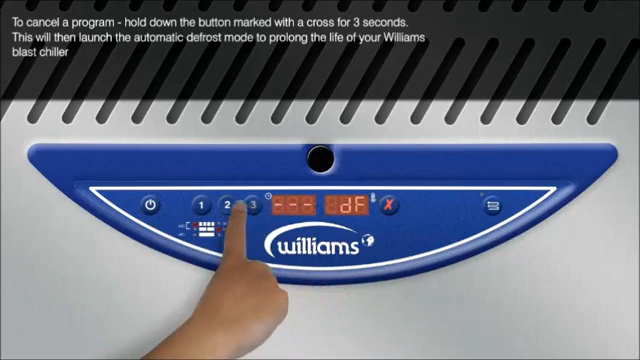 To cancel a program - hold down the button marked with a cross for 3 seconds.
This will then launch the automatic defrost mode to prolong the life of your Williams
blast chiller
1 2 3 --- dF X
williams